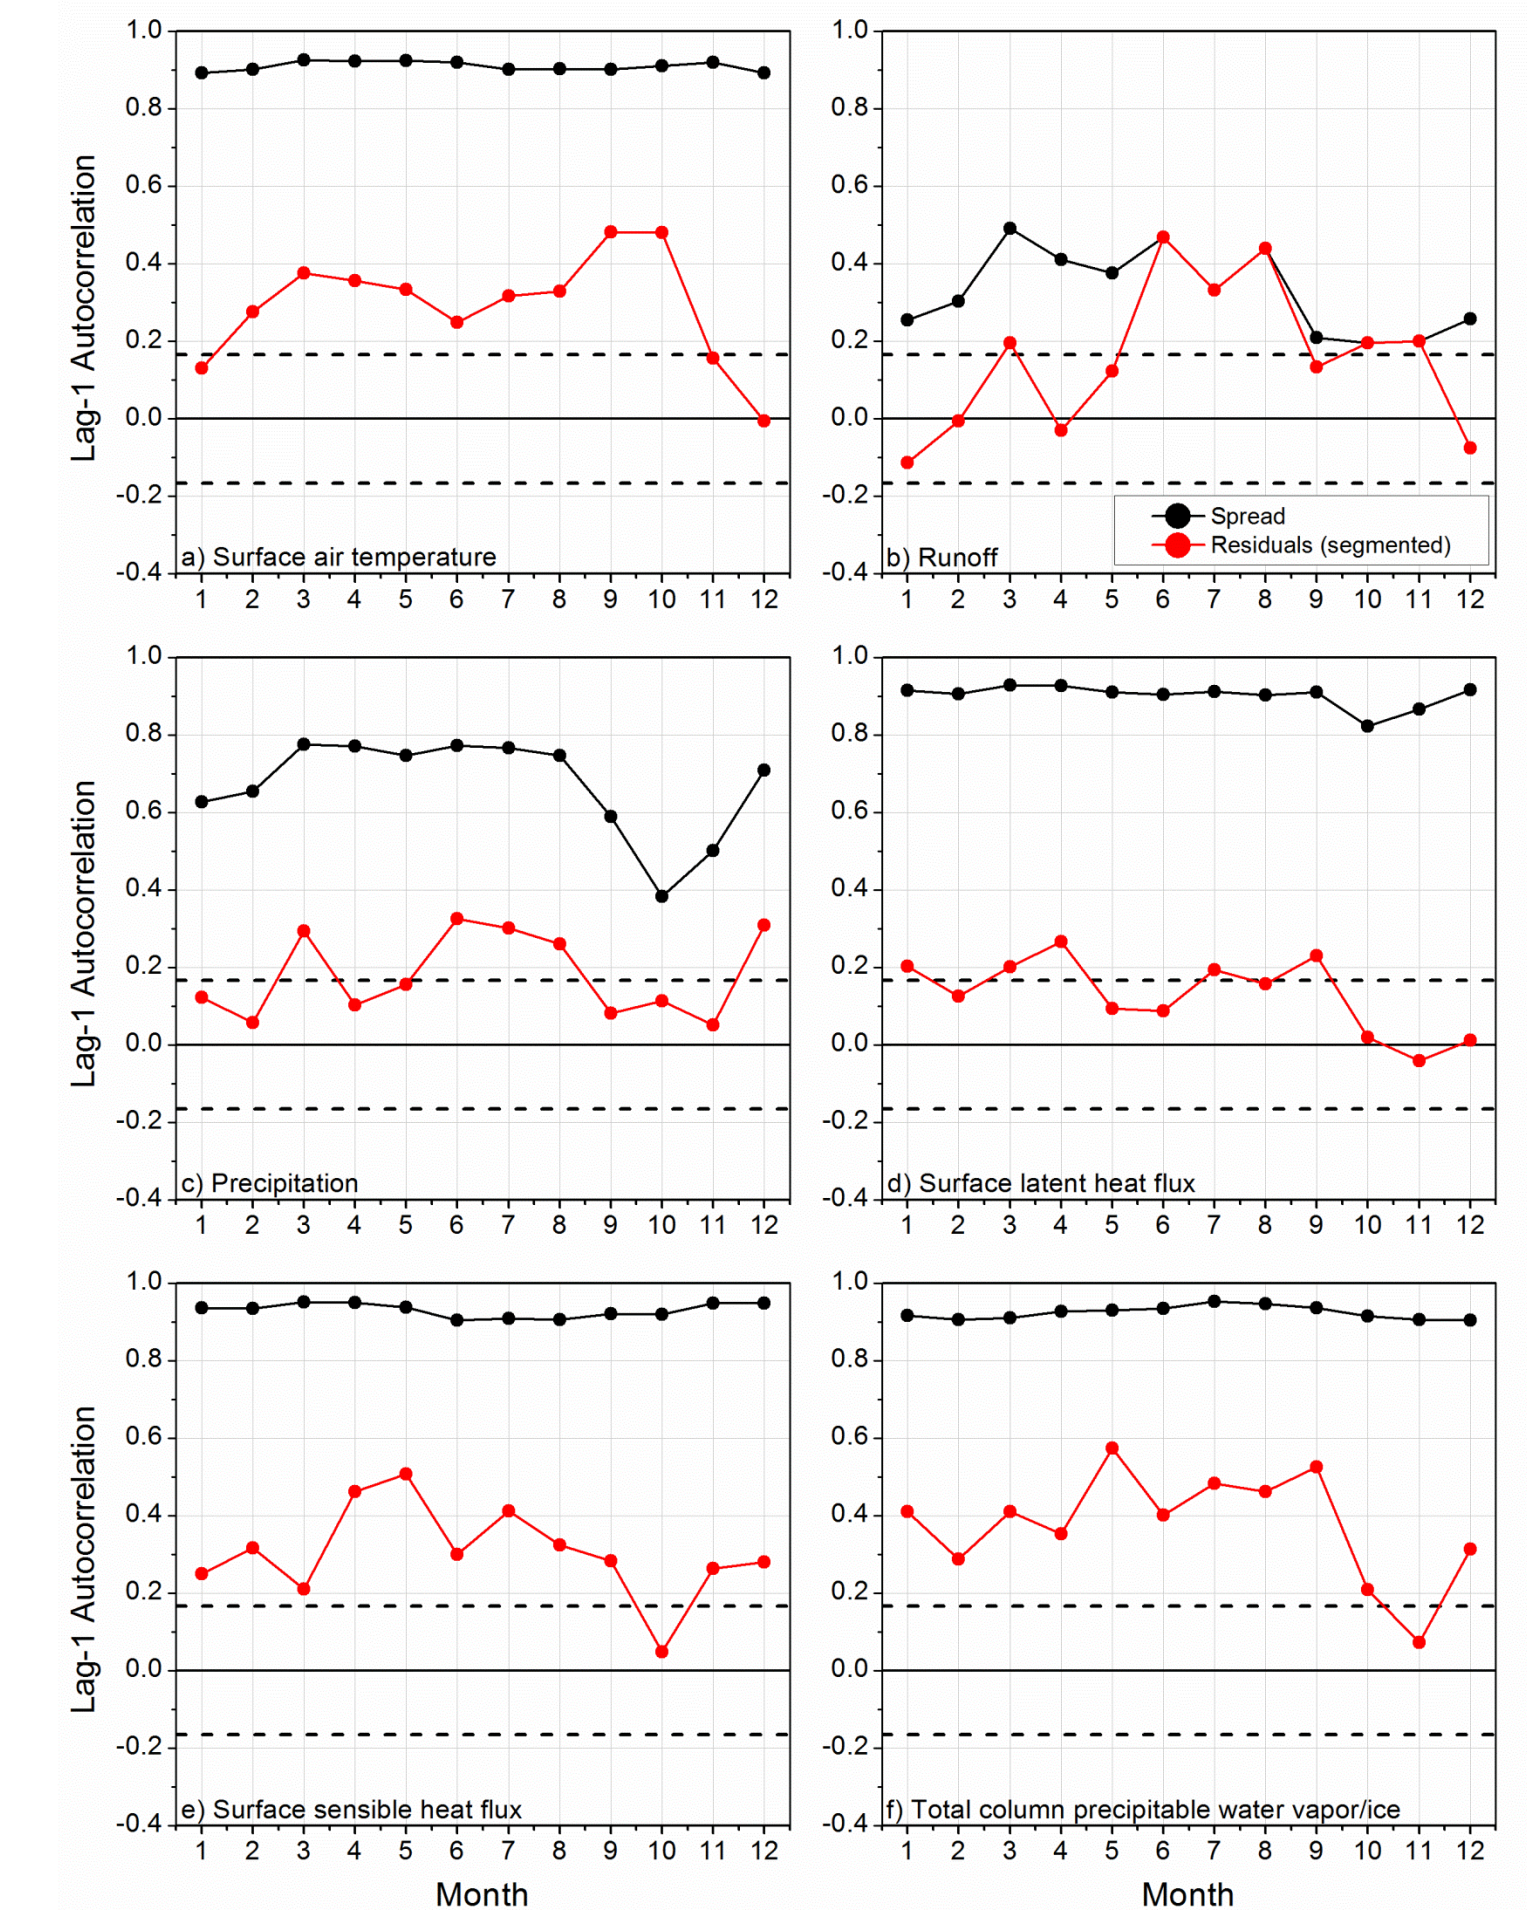 Lag-1 Autocorrelation
1.0
0.8
0.6
0.4
0.2
0.0
-0.2
-0.4
a) Surface air temperature
1 2 3 4 5 6 7 8 9 10 11 12
1.0
0.8
0.6
0.4
0.2
0.0
-0.2
-0.4
Spread
Residuals (segmented)
b) Runoff
1 2 3 4 5 6 7 8 9 10 11 12
Lag-1 Autocorrelation
1.0
0.8
0.6
0.4
0.2
0.0
-0.2
-0.4
c) Precipitation
1 2 3 4 5 6 7 8 9 10 11 12
1.0
0.8
0.6
0.4
0.2
0.0
-0.2
-0.4
d) Surface latent heat flux
1 2 3 4 5 6 7 8 9 10 11 12
Lag-1 Autocorrelation
1.0
0.8
0.6
0.4
0.2
0.0
-0.2
-0.4
e) Surface sensible heat flux
1 2 3 4 5 6 7 8 9 10 11 12
Month
1.0
0.8
0.6
0.4
0.2
0.0
-0.2
-0.4
f) Total column precipitable water vapor/ice
1 2 3 4 5 6 7 8 9 10 11 12
Month